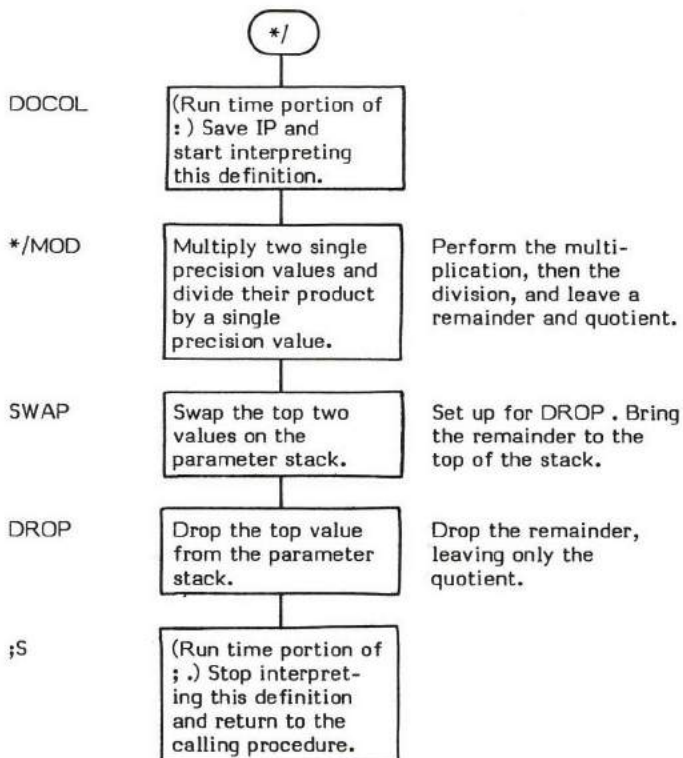 */
DOCOL
(Run time portion of
: ) Save IP and
start interpreting
this definition.
*/MOD
Multiply two single
precision values and
divide their product
by a single
precision value.
Perform the multi-
plication, then the
division, and leave a
remainder and quotient.
SWAP
Swap the top two
values on the
parameter stack.
Set up for DROP . Bring
the remainder to the
top of the stack.
DROP
Drop the top value
from the parameter
stack.
Drop the remainder,
leaving only the
quotient.
;S
(Run time portion of
; .) Stop interpret-
ing this definition
and return to the
calling procedure.